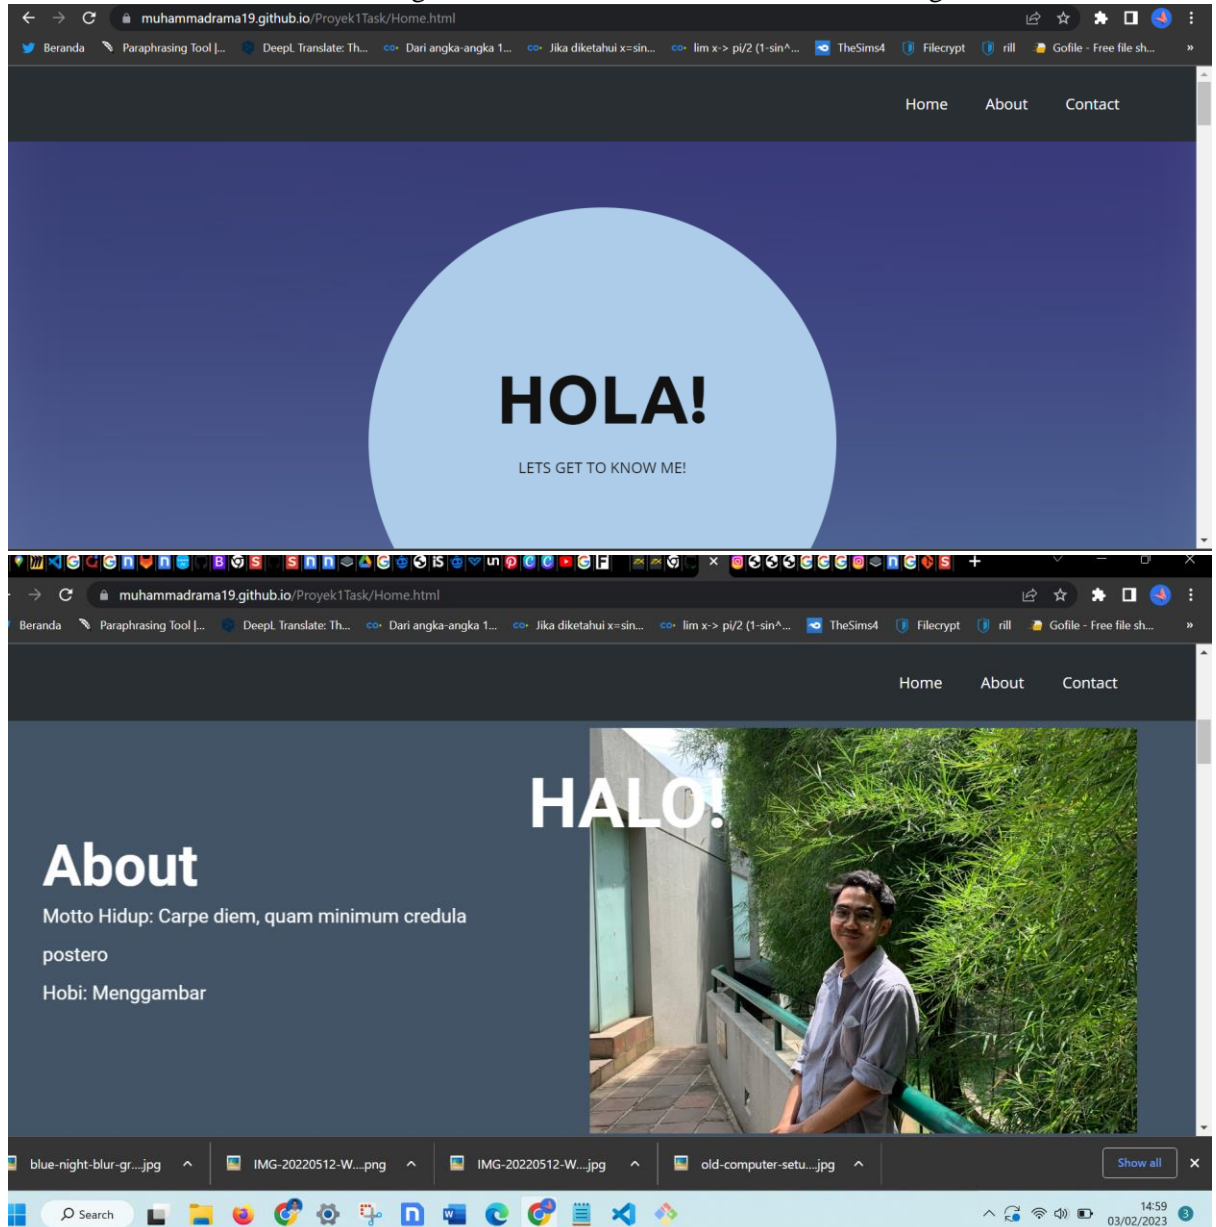 muhammadrama19.github.io/Proyek1Task/Home.html
Beranda Paraphrasing Tool |... DeepL Translate: Th... Dari angka-angka 1... Jika diketahui x=sin... lim x-> pi/2 (1-sin^... TheSims4 Filecrypt rill Gofile - Free file sh... »
Home About Contact
HOLA!
LETS GET TO KNOW ME!
muhammadrama19.github.io/Proyek1Task/Home.html
Beranda Paraphrasing Tool |... DeepL Translate: Th... Dari angka-angka 1... Jika diketahui x=sin... lim x-> pi/2 (1-sin^... TheSims4 Filecrypt rill Gofile - Free file sh... »
Home About Contact
HALO!
About
Motto Hidup: Carpe diem, quam minimum credula
postero
Hobi: Menggambar
blue-night-blur-gr....jpg IMG-20220512-W....png IMG-20220512-W....jpg old-computer-setu....jpg Show all
Search 14:59
03/02/2023 3